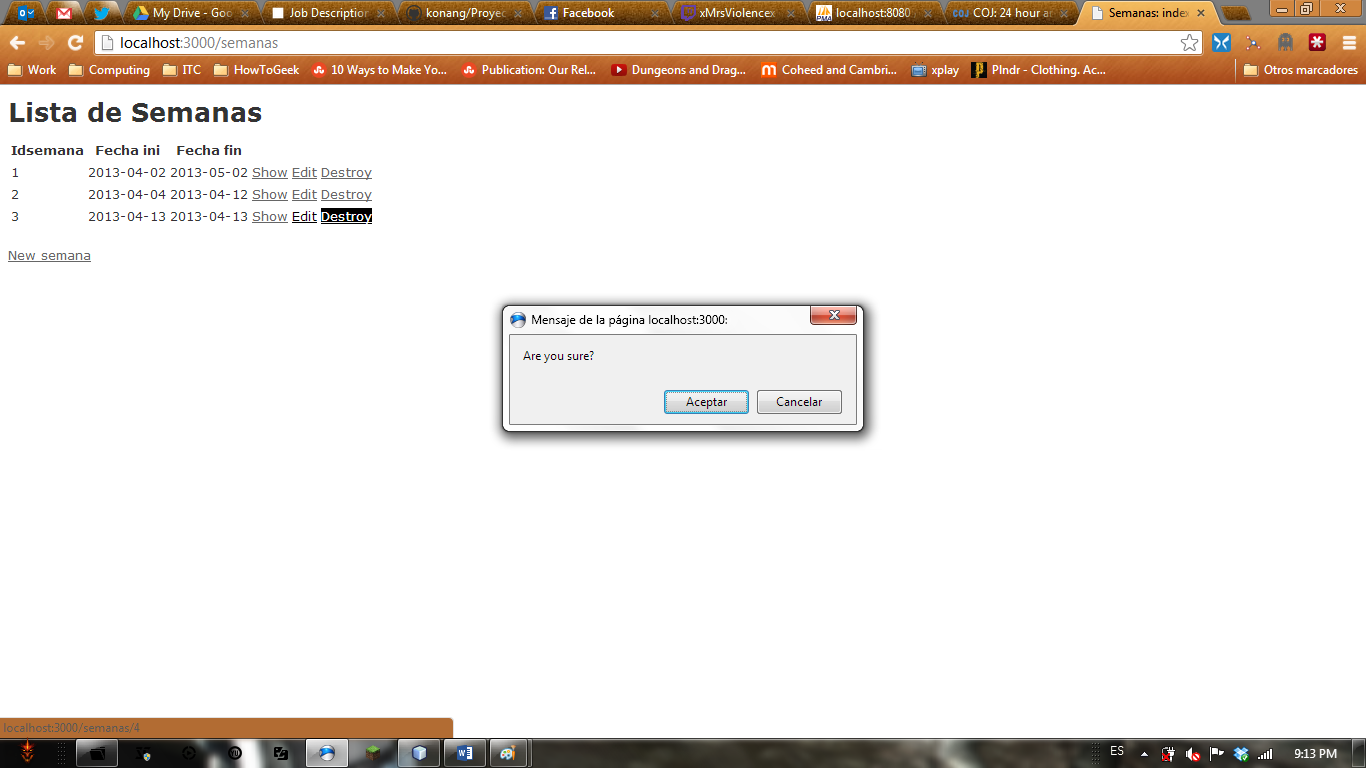 My Drive - Goo
Job Description
konang/Proyec
Facebook
xMrsViolencex
localhost:8080
COJ: 24 hour ar
Semanas: index
localhost:3000/semanas
Work
Computing
ITC
HowToGeek
10 Ways to Make Yo...
Publication: Our Rel...
Dungeons and Drag...
Coheed and Cambri...
xplay
Plndr - Clothing. Ac...
Otros marcadores
Lista de Semanas
Idsemana Fecha ini Fecha fin
1 2013-04-02 2013-05-02 Show Edit Destroy
2 2013-04-04 2013-04-12 Show Edit Destroy
3 2013-04-13 2013-04-13 Show Edit Destroy
New semana
Mensaje de la página localhost:3000:
Are you sure?
Aceptar Cancelar
localhost:3000/semanas/4
ES 9:13 PM